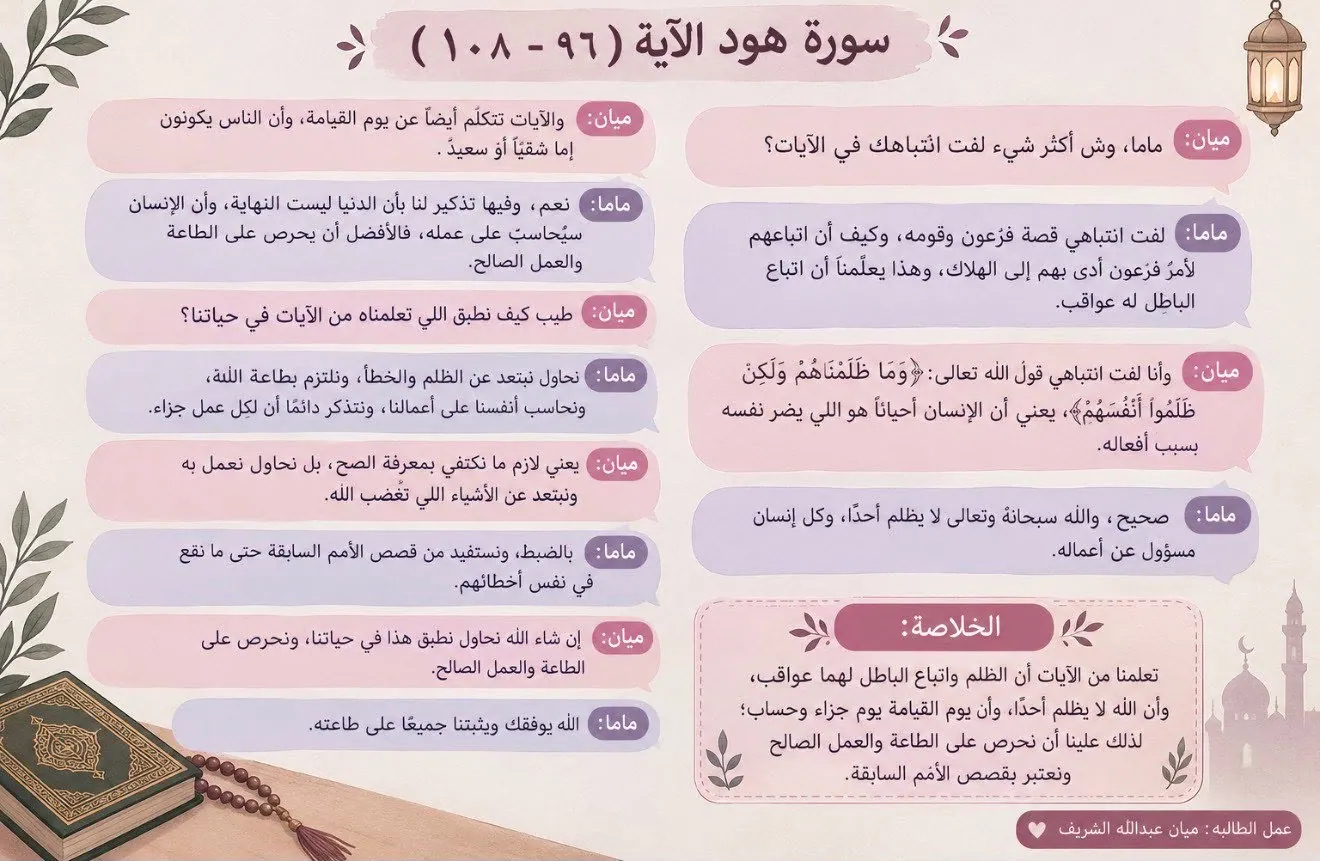 سورة هود الآية ( ٩٦ - ١٠٨ )
ميان: ماما، وش أكثر شيء لفت انتباهك في الآيات؟
ماما: لفت انتباهي قصة فرعون وقومه، وكيف أن اتباعهم
لأمر فرعون أدى بهم إلى الهلاك، وهذا يعلّمنا أن اتباع
الباطل له عواقب.
ميان: وأنا لفت انتباهي قول الله تعالى: ﴿وَمَا ظَلَمْنَاهُمْ وَلَكِنْ
ظَلَمُوا أَنْفُسَهُمْ﴾، يعني أن الإنسان أحياناً هو اللي يضر نفسه
بسبب أفعاله.
ماما: صحيح، والله سبحانه وتعالى لا يظلم أحدًا، وكل إنسان
مسؤول عن أعماله.
الخلاصة:
تعلمنا من الآيات أن الظلم واتباع الباطل لهما عواقب،
وأن الله لا يظلم أحدًا، وأن يوم القيامة يوم جزاء وحساب؛
لذلك علينا أن نحرص على الطاعة والعمل الصالح
ونعتبر بقصص الأمم السابقة.
ميان: والآيات تتكلّم أيضاً عن يوم القيامة، وأن الناس يكونون
إما شقيّاً أو سعيدً .
ماما: نعم، وفيها تذكير لنا بأن الدنيا ليست النهاية، وأن الإنسان
سيُحاسبّ على عمله، فالأفضل أن يحرص على الطاعة
والعمل الصالح.
ميان: طيب كيف نطبق اللي تعلمناه من الآيات في حياتنا؟
ماما: نحاول نبتعد عن الظلم والخطأ، ونلتزم بطاعة الله،
ونحاسب أنفسنا على أعمالنا، ونتذكر دائمًا أن لكل عمل جزاء.
ميان: يعني لازم ما نكتفي بمعرفة الصح، بل نحاول نعمل به
ونبتعد عن الأشياء اللي تغضب الله.
ماما: بالضبط، ونستفيد من قصص الأمم السابقة حتى ما نقع
في نفس أخطائهم.
ميان: إن شاء الله نحاول نطبق هذا في حياتنا، ونحرص على
الطاعة والعمل الصالح.
ماما: الله يوفقك ويثبتنا جميعًا على طاعته.
عمل الطالبه: ميان عبدالله الشريف